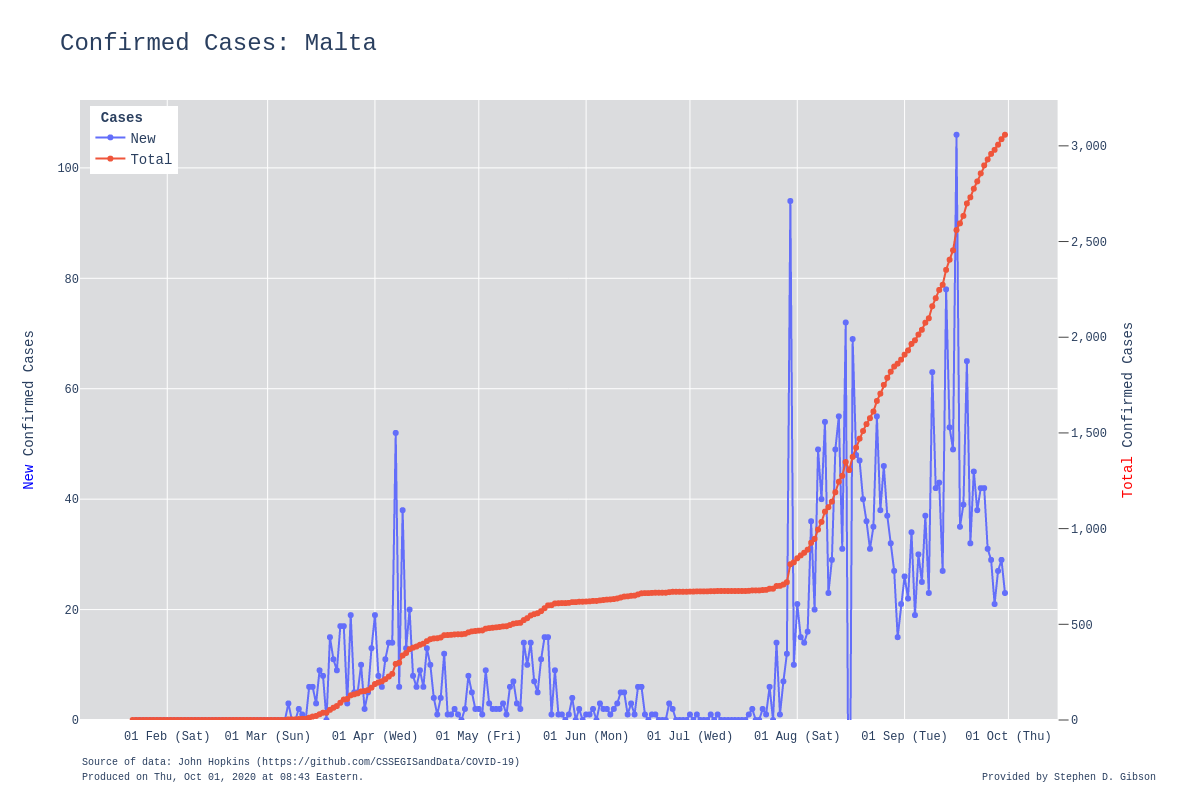 Confirmed Cases: Malta
Cases
New
Total
100
80
60
40
20
0
3,000
2,500
2,000
1,500
1,000
500
0
New Confirmed Cases
Total Confirmed Cases
01 Feb (Sat) 01 Mar (Sun) 01 Apr (Wed) 01 May (Fri) 01 Jun (Mon) 01 Jul (Wed) 01 Aug (Sat) 01 Sep (Tue) 01 Oct (Thu)
Source of data: John Hopkins (https://github.com/CSSEGISandData/COVID-19)
Produced on Thu, Oct 01, 2020 at 08:43 Eastern.
Provided by Stephen D. Gibson